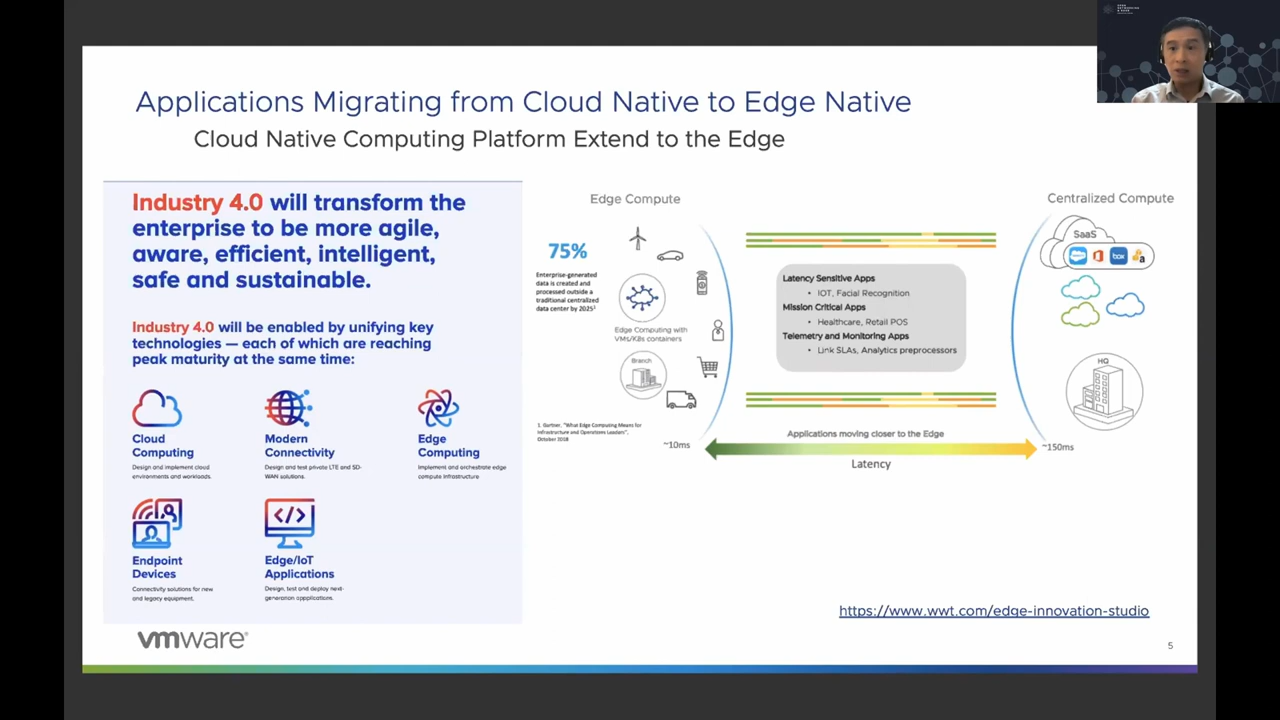 Applications Migrating from Cloud Native to Edge Native
Cloud Native Computing Platform Extend to the Edge
Industry 4.0 will transform the
enterprise to be more agile,
aware, efficient, intelligent,
safe and sustainable.
Industry 4.0 will be enabled by unifying key
technologies — each of which are reaching
peak maturity at the same time:
Cloud
Computing
Design and implement cloud
environments and workloads.
Modern
Connectivity
Design and test private LTE and SD-
WAN solutions.
Edge
Computing
Implement and orchestrate edge
compute infrastructure
Endpoint
Devices
Connectivity solutions for new
and legacy equipment.
Edge/IoT
Applications
Design, test and deploy next-
generation appplications.
Edge Compute
75%
Enterprise-generated
data is created and
processed outside a
traditional centralized
data center by 2025¹
Edge Computing with
VMs/K8s containers
Branch
1. Gartner, "What Edge Computing Means for
Infrastructure and Operations Leaders",
October 2018
~10ms
Latency Sensitive Apps
• IOT, Facial Recognition
Mission Critical Apps
• Healthcare, Retail POS
Telemetry and Monitoring Apps
• Link SLAs, Analytics preprocessors
Applications moving closer to the Edge
Latency
Centralized Compute
SaaS
box
a
HQ
~150ms
https://www.wwt.com/edge-innovation-studio
vmware®
5